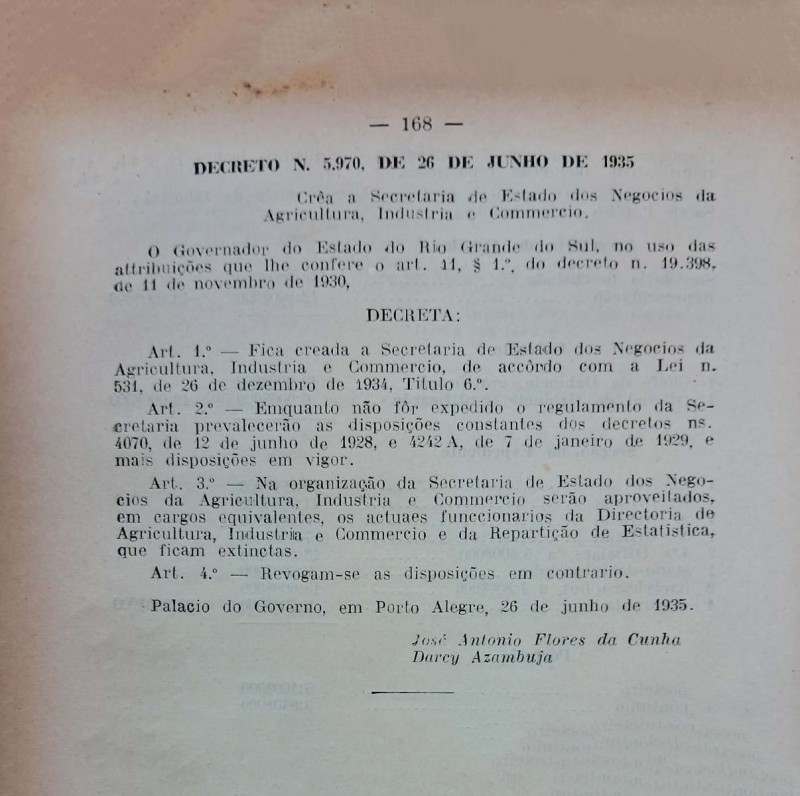 — 168 —
DECRETO N. 5.970, DE 26 DE JUNHO DE 1935
Crêa a Secretaria de Estado dos Negocios da
Agricultura, Industria e Commercio.
O Governador do Estado do Rio Grande do Sul, no uso das
attribuições que lhe confere o art. 11, § 1.º, do decreto n. 19.398,
de 11 de novembro de 1930,
DECRETA:
Art. 1.º — Fica creada a Secretaria de Estado dos Negocios da
Agricultura, Industria e Commercio, de accôrdo com a Lei n.
531, de 26 de dezembro de 1934, Titulo 6.º.
Art. 2.º — Emquanto não fôr expedido o regulamento da Se-
cretaria prevalecerão as disposições constantes dos decretos ns.
4070, de 12 de junho de 1928, e 4242 A, de 7 de janeiro de 1929, e
mais disposições em vigor.
Art. 3.º — Na organização da Secretaria de Estado dos Nego-
cios da Agricultura, Industria e Commercio serão aproveitados,
em cargos equivalentes, os actuaes funccionarios da Directoria de
Agricultura, Industria e Commercio e da Repartição de Estatistica,
que ficam extinctas.
Art. 4.º — Revogam-se as disposições em contrario.
Palacio do Governo, em Porto Alegre, 26 de junho de 1935.
José Antonio Flores da Cunha
Darcy Azambuja